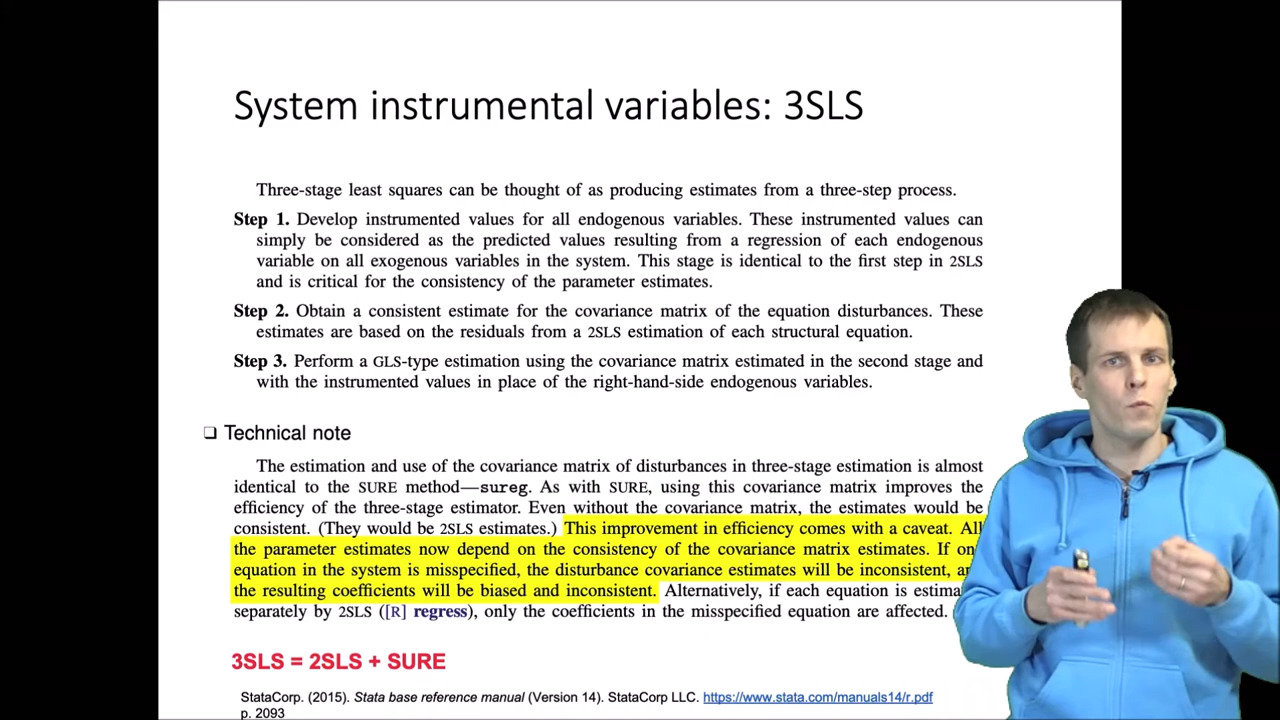 System instrumental variables: 3SLS
Three-stage least squares can be thought of as producing estimates from a three-step process.
Step 1. Develop instrumented values for all endogenous variables. These instrumented values can
simply be considered as the predicted values resulting from a regression of each endogenous
variable on all exogenous variables in the system. This stage is identical to the first step in 2SLS
and is critical for the consistency of the parameter estimates.
Step 2. Obtain a consistent estimate for the covariance matrix of the equation disturbances. These
estimates are based on the residuals from a 2SLS estimation of each structural equation.
Step 3. Perform a GLS-type estimation using the covariance matrix estimated in the second stage and
with the instrumented values in place of the right-hand-side endogenous variables.
❑ Technical note
The estimation and use of the covariance matrix of disturbances in three-stage estimation is almost
identical to the SURE method—sureg. As with SURE, using this covariance matrix improves the
efficiency of the three-stage estimator. Even without the covariance matrix, the estimates would be
consistent. (They would be 2SLS estimates.) This improvement in efficiency comes with a caveat. All
the parameter estimates now depend on the consistency of the covariance matrix estimates. If on
equation in the system is misspecified, the disturbance covariance estimates will be inconsistent, a
the resulting coefficients will be biased and inconsistent. Alternatively, if each equation is estima
separately by 2SLS ([R] regress), only the coefficients in the misspecified equation are affected.
3SLS = 2SLS + SURE
StataCorp. (2015). Stata base reference manual (Version 14). StataCorp LLC. https://www.stata.com/manuals14/r.pdf
p. 2093